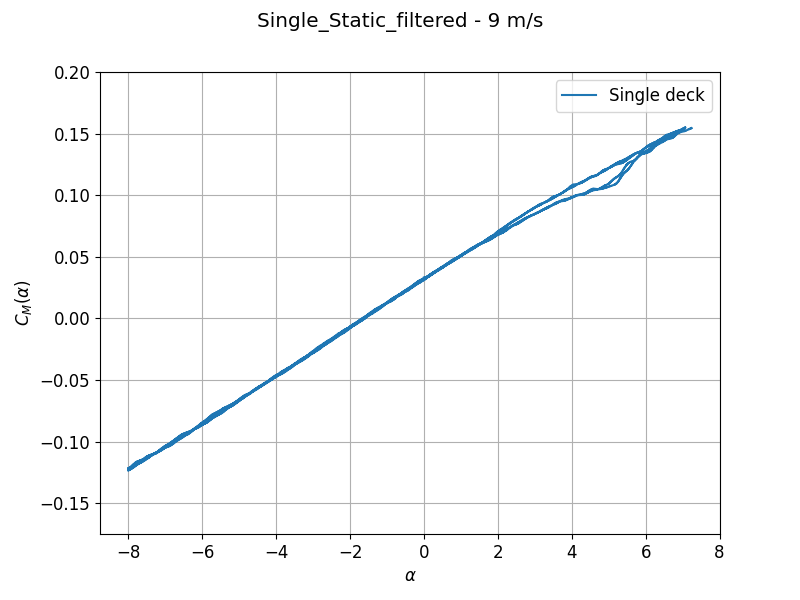 Single_Static_filtered - 9 m/s
Single deck
0.20
0.15
0.10
0.05
0.00
−0.05
−0.10
−0.15
C_M(α)
−8 −6 −4 −2 0 2 4 6 8
α